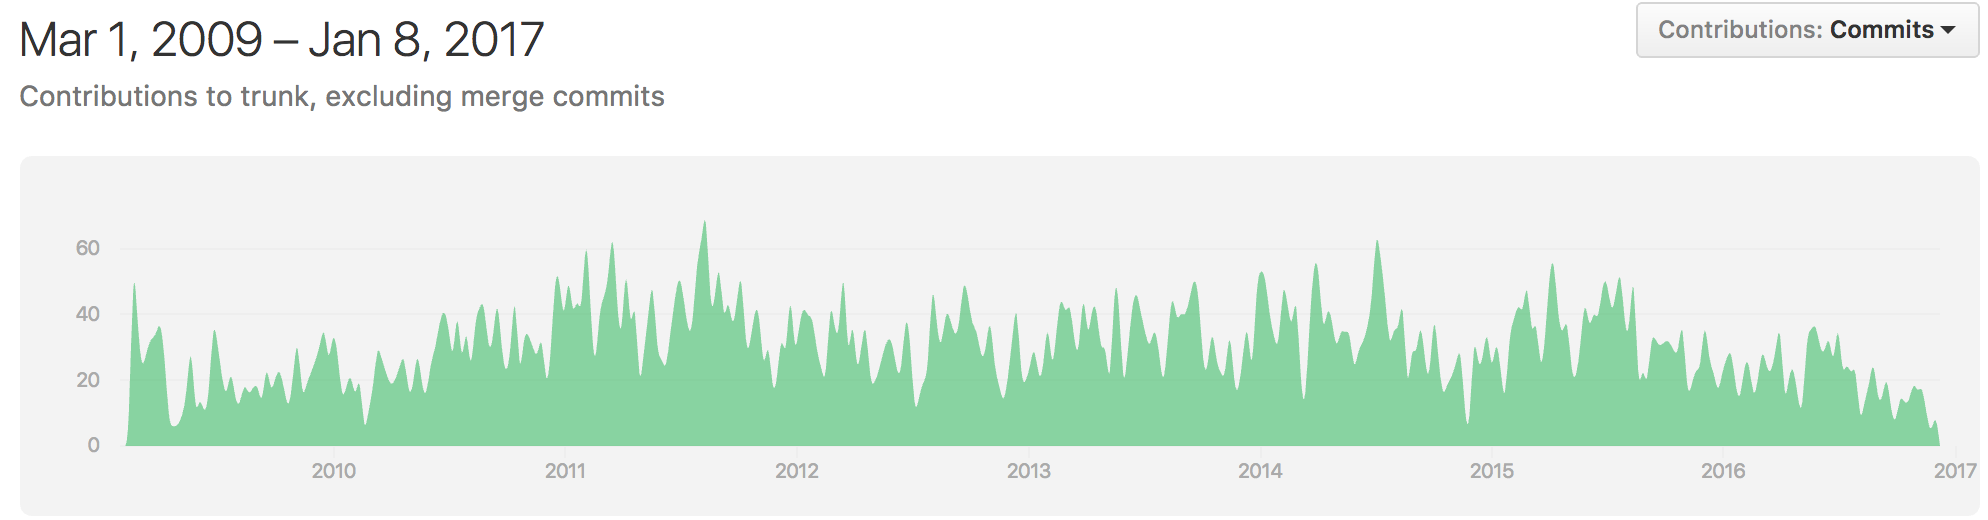 Mar 1, 2009 – Jan 8, 2017
Contributions: Commits
Contributions to trunk, excluding merge commits
60
40
20
0
2010 2011 2012 2013 2014 2015 2016 2017